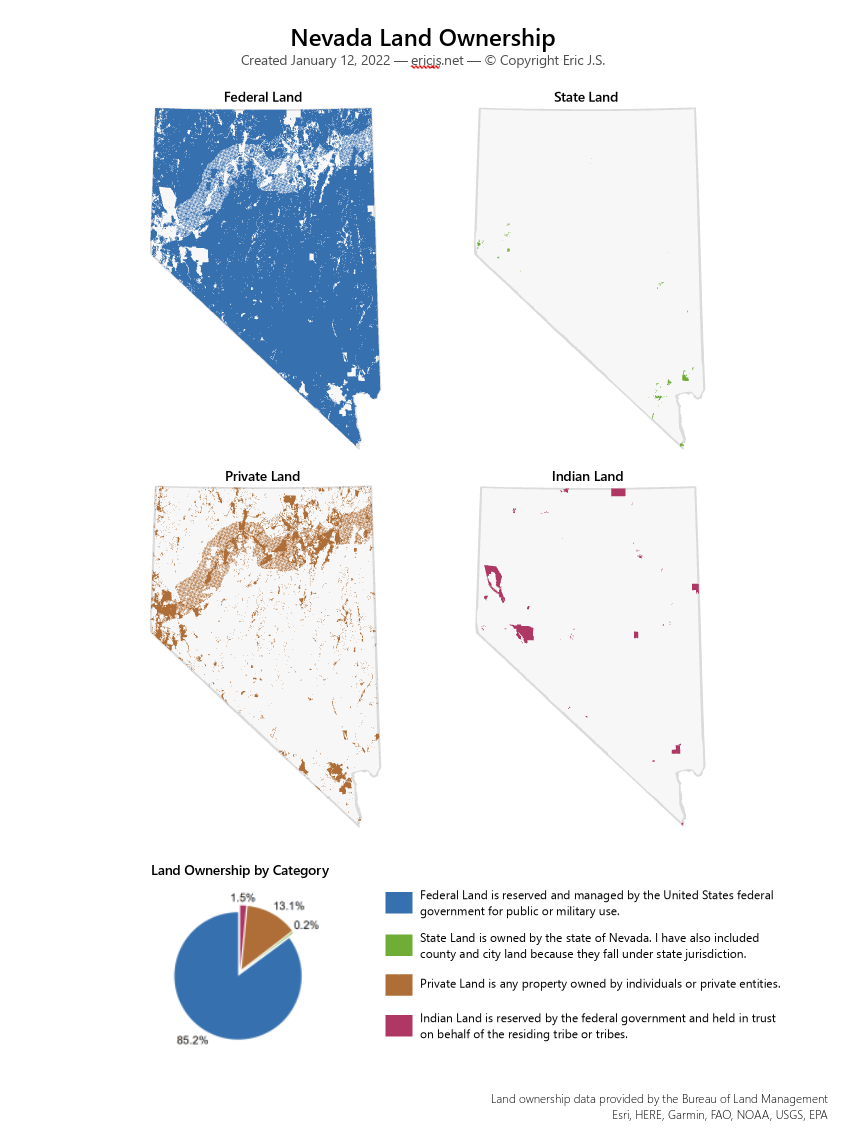 Nevada Land Ownership
Created January 12, 2022 — ericjs.net — © Copyright Eric J.S.
Federal Land
State Land
Private Land
Indian Land
Land Ownership by Category
1.5%
13.1%
0.2%
85.2%
Federal Land is reserved and managed by the United States federal
government for public or military use.
State Land is owned by the state of Nevada. I have also included
county and city land because they fall under state jurisdiction.
Private Land is any property owned by individuals or private entities.
Indian Land is reserved by the federal government and held in trust
on behalf of the residing tribe or tribes.
Land ownership data provided by the Bureau of Land Management
Esri, HERE, Garmin, FAO, NOAA, USGS, EPA